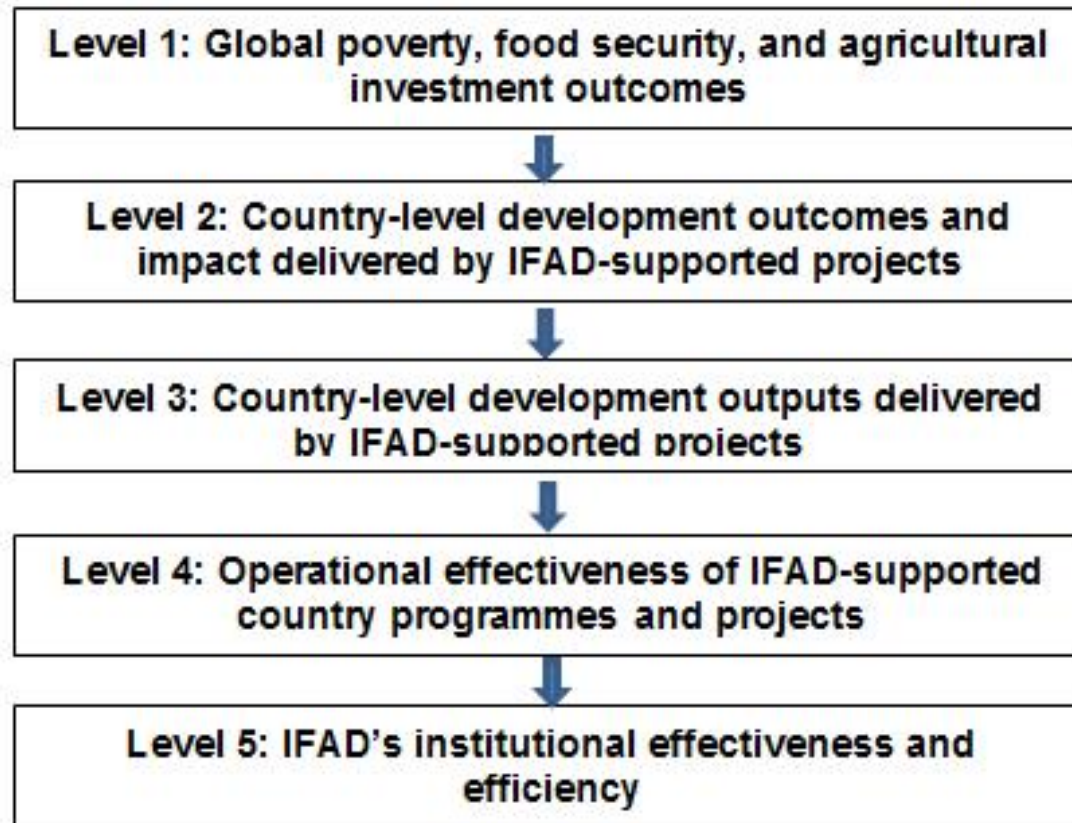 Level 1: Global poverty, food security, and agricultural
investment outcomes
Level 2: Country-level development outcomes and
impact delivered by IFAD-supported projects
Level 3: Country-level development outputs delivered
by IFAD-supported projects
Level 4: Operational effectiveness of IFAD-supported
country programmes and projects
Level 5: IFAD's institutional effectiveness and
efficiency